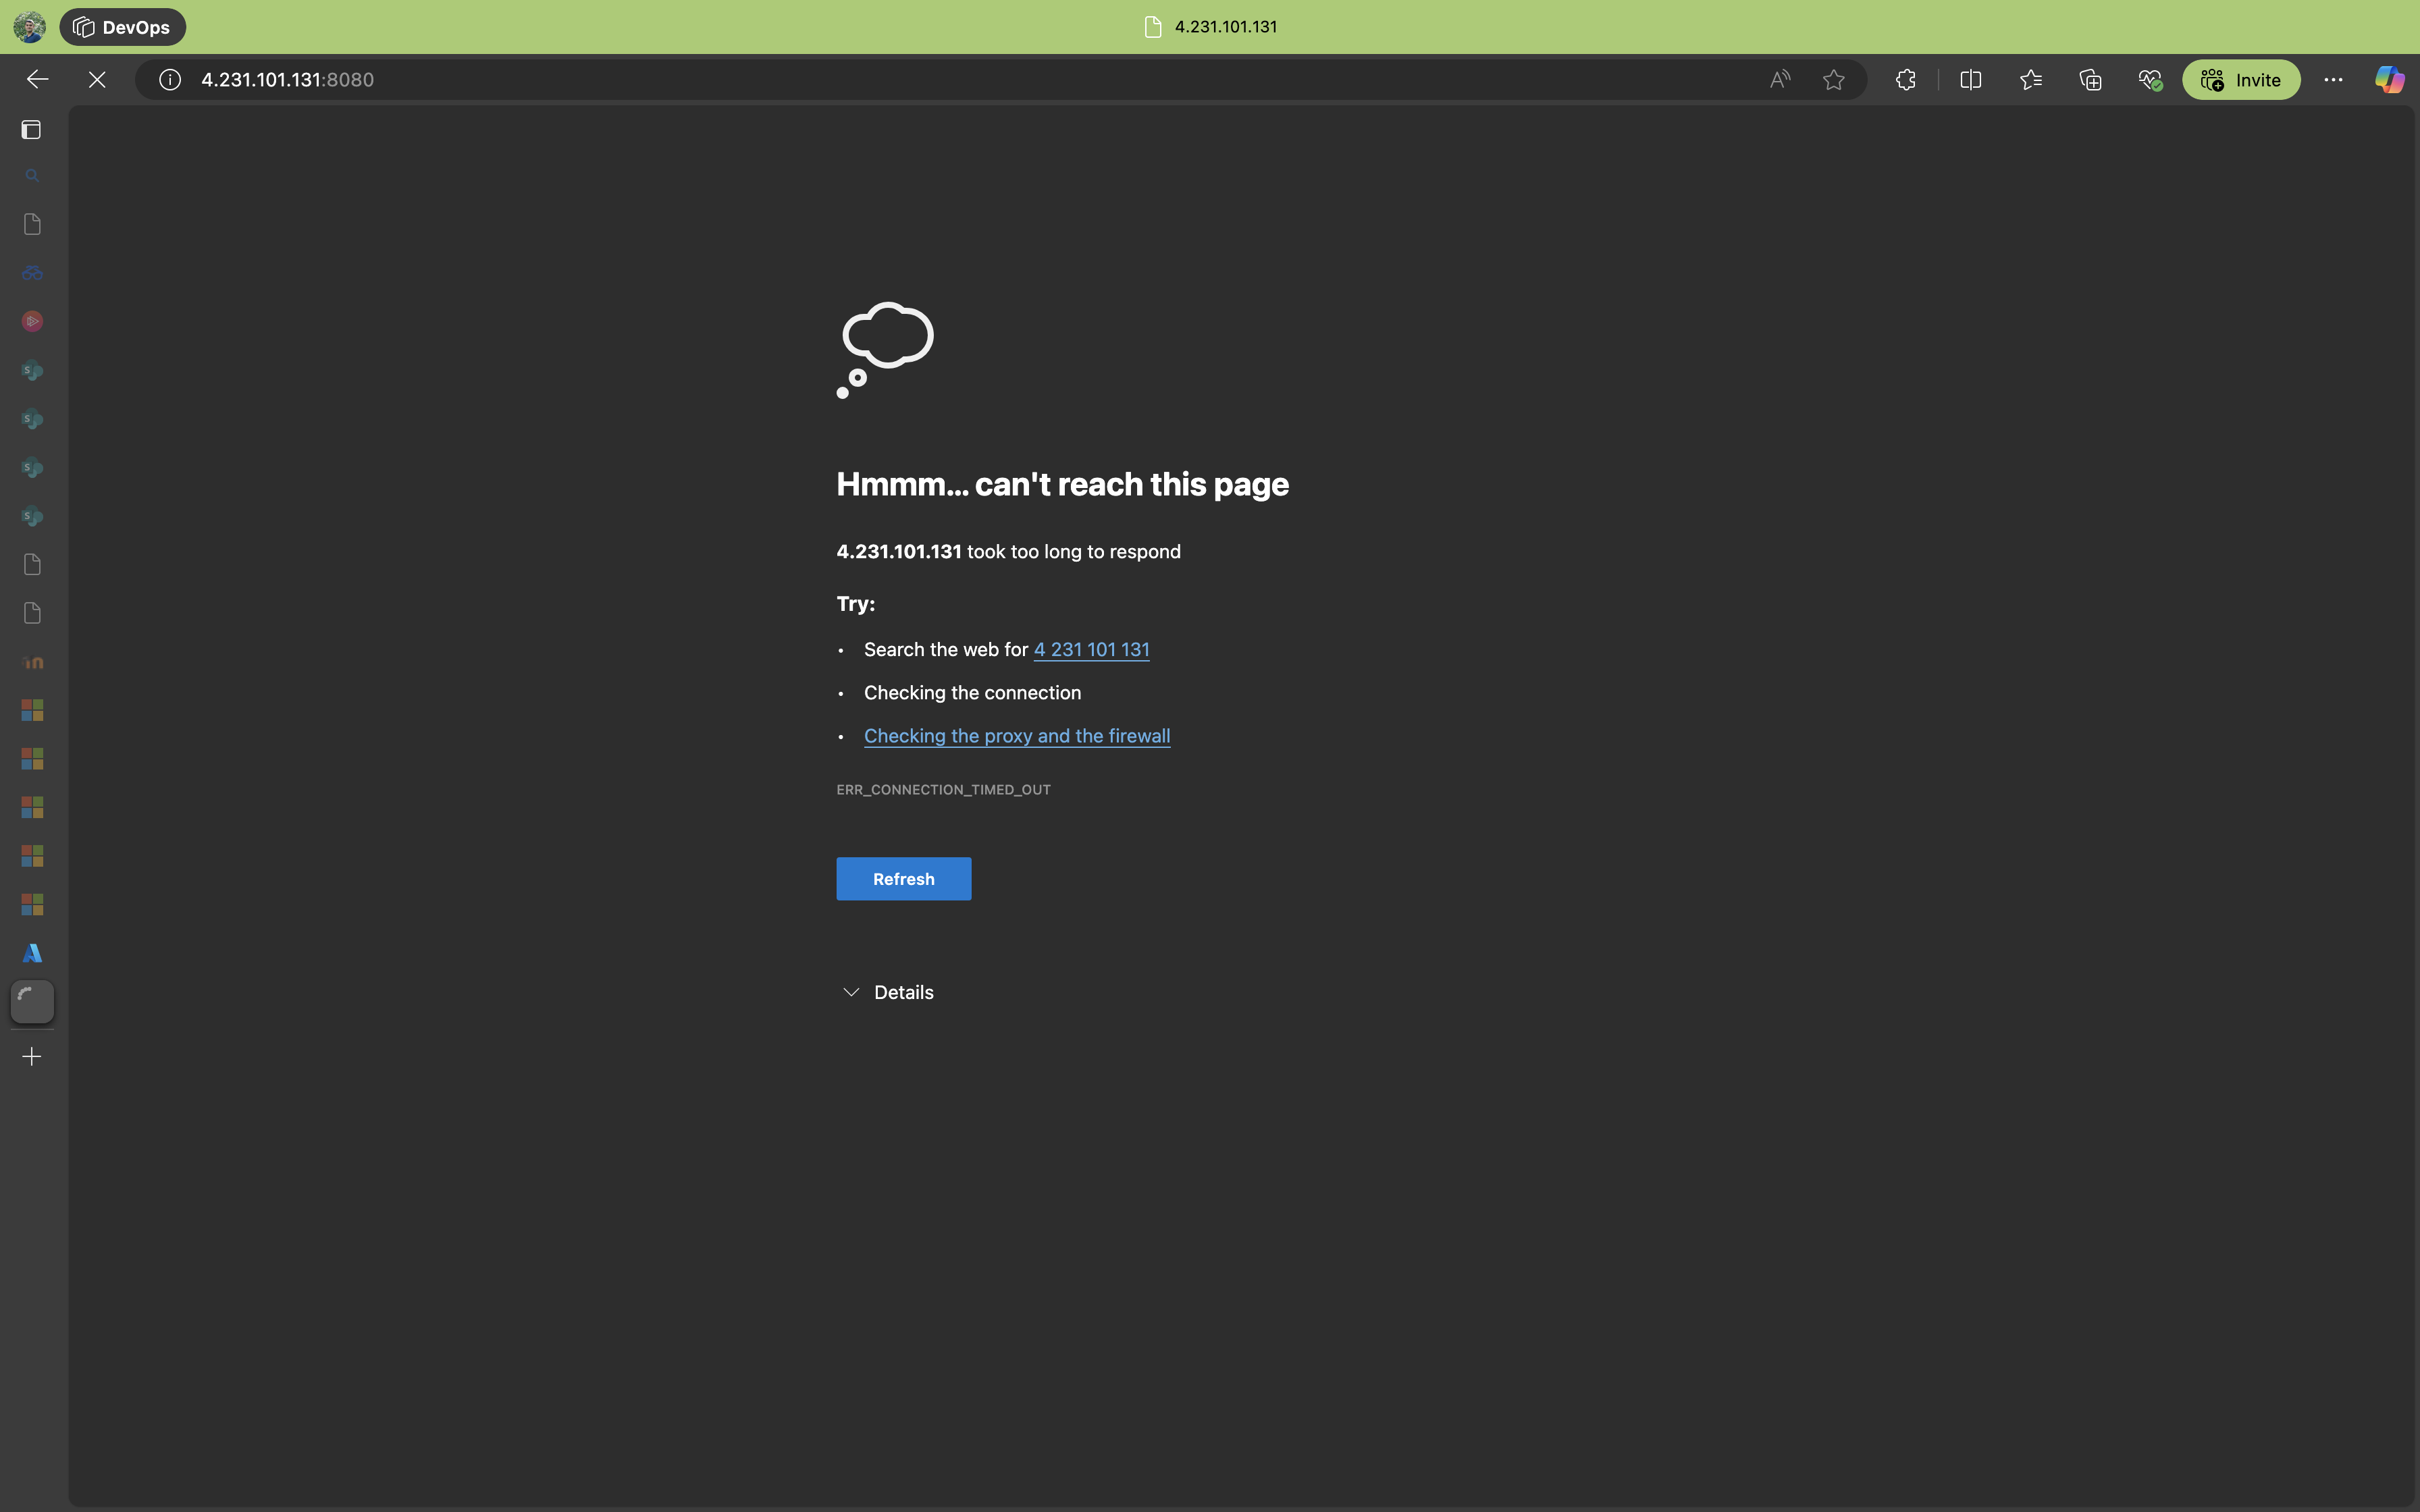 DevOps
4.231.101.131
4.231.101.131:8080
Invite
Hmmm... can't reach this page
4.231.101.131 took too long to respond
Try:
• Search the web for 4 231 101 131
• Checking the connection
• Checking the proxy and the firewall
ERR_CONNECTION_TIMED_OUT
Refresh
Details